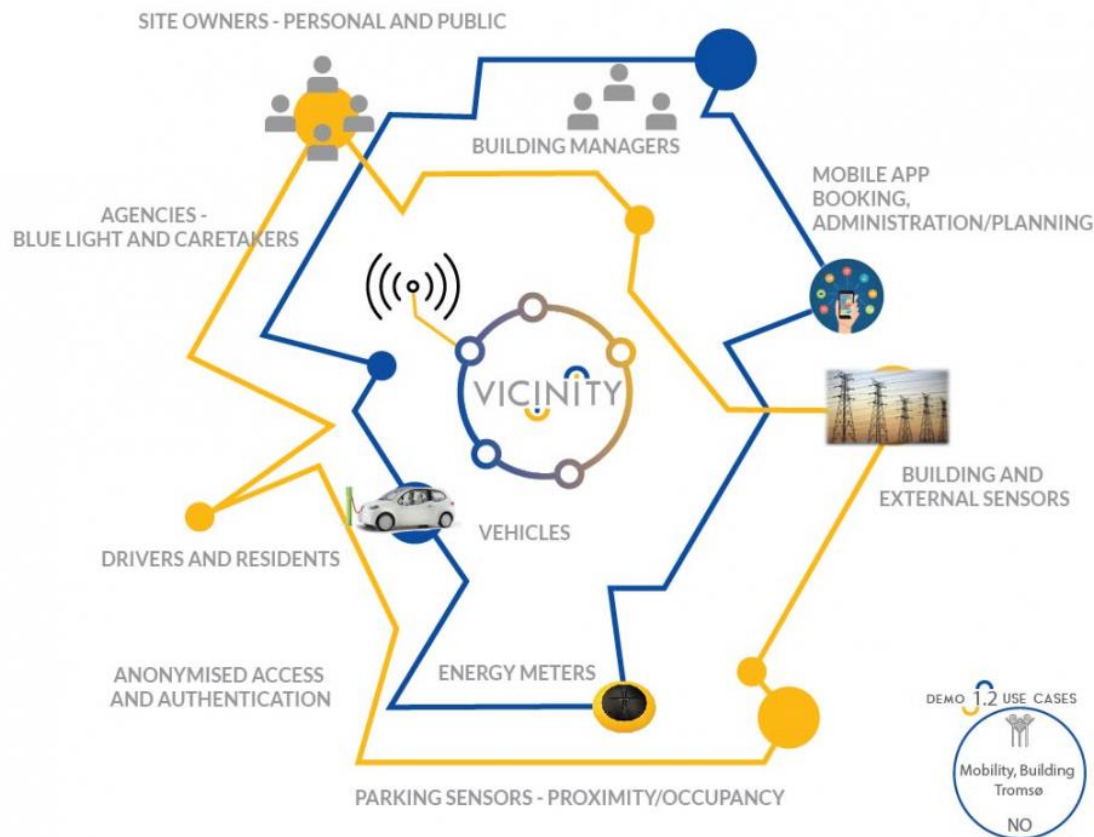 SITE OWNERS - PERSONAL AND PUBLIC
BUILDING MANAGERS
MOBILE APP
BOOKING,
ADMINISTRATION/PLANNING
AGENCIES -
BLUE LIGHT AND CARETAKERS
VICINITY
BUILDING AND
EXTERNAL SENSORS
VEHICLES
DRIVERS AND RESIDENTS
ANONYMISED ACCESS
AND AUTHENTICATION
ENERGY METERS
PARKING SENSORS - PROXIMITY/OCCUPANCY
DEMO 1.2 USE CASES
Mobility, Building
Tromsø
NO